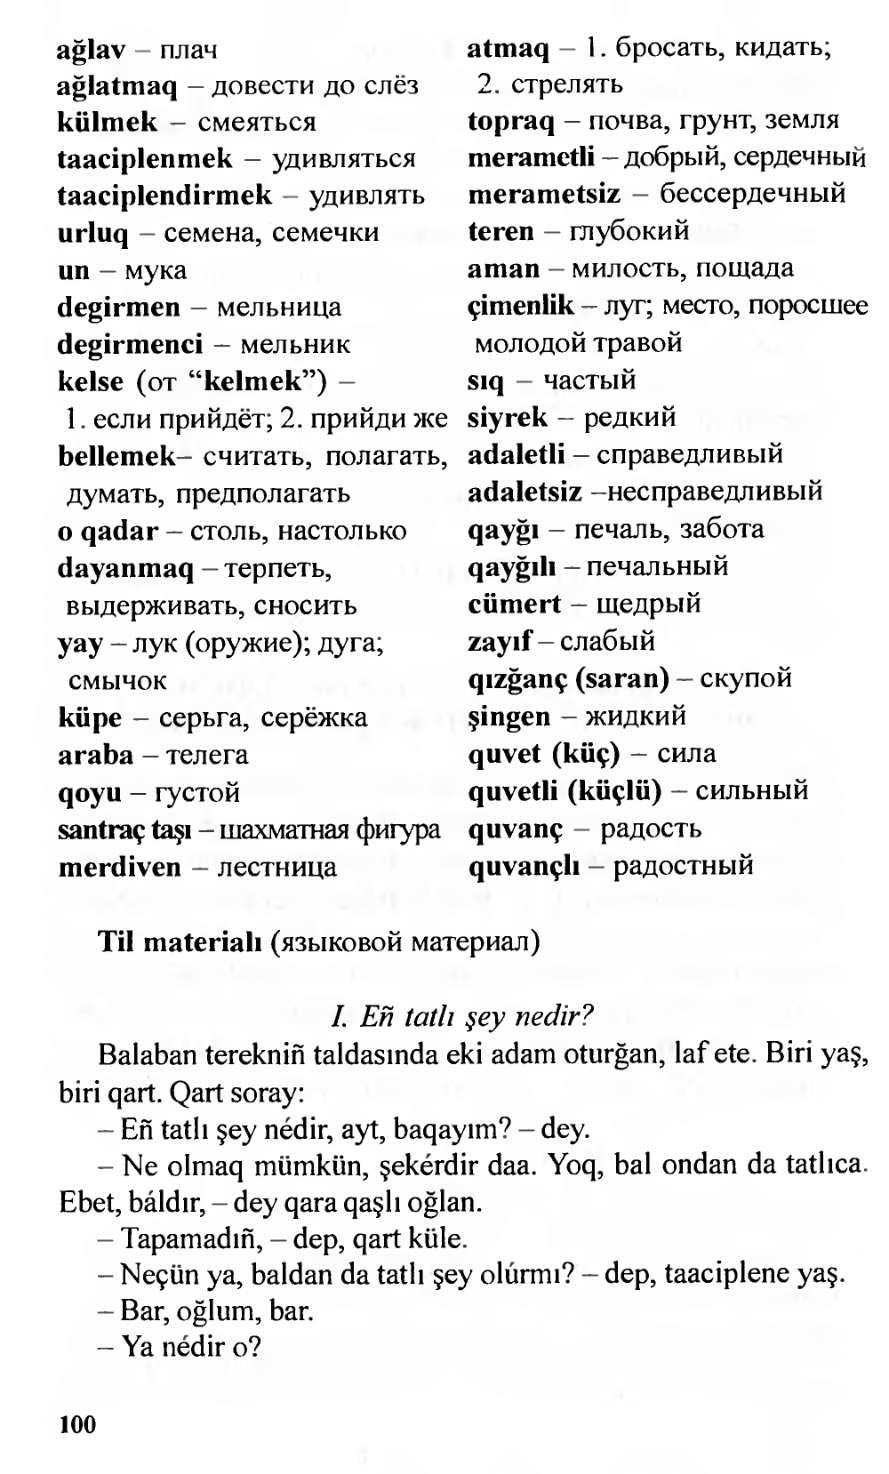 ağlav – плач
ağlatmaq – довести до слёз
külmek – смеяться
taaciplenmek – удивляться
taaciplendirmek – удивлять
urluq – семена, семечки
un – мука
degirmen – мельница
degirmenci – мельник
kelse (от “kelmek”) –
1. если прийдёт; 2. прийди же
bellemek– считать, полагать,
думать, предполагать
o qadar – столь, настолько
dayanmaq – терпеть,
выдерживать, сносить
yay – лук (оружие); дуга;
смычок
küpe – серьга, серёжка
araba – телега
qoyu – густой
santraç taşı – шахматная фигура
merdiven – лестница
atmaq – 1. бросать, кидать;
2. стрелять
topraq – почва, грунт, земля
merametli – добрый, сердечный
merametsiz – бессердечный
teren – глубокий
aman – милость, пощада
çimenlik – луг; место, поросшее
молодой травой
sıq – частый
siyrek – редкий
adaletli – справедливый
adaletsiz –несправедливый
qayğı – печаль, забота
qayğılı – печальный
cümert – щедрый
zayıf – слабый
qızğanç (saran) – скупой
şingen – жидкий
quvet (küç) – сила
quvetli (küçlü) – сильный
quvanç – радость
quvançlı – радостный
Til materialı (языковой материал)
I. Eñ tatlı şey nedir?
Balaban terekniñ taldasında eki adam oturğan, laf ete. Biri yaş,
biri qart. Qart soray:
– Eñ tatlı şey nédir, ayt, baqayım? – dey.
– Ne olmaq mümkün, şekérdir daa. Yoq, bal ondan da tatlıca.
Ebet, báldır, – dey qara qaşlı oğlan.
– Tapamadıñ, – dep, qart küle.
– Neçün ya, baldan da tatlı şey olúrmı? – dep, taaciplene yaş.
– Bar, oğlum, bar.
– Ya nédir o?
100